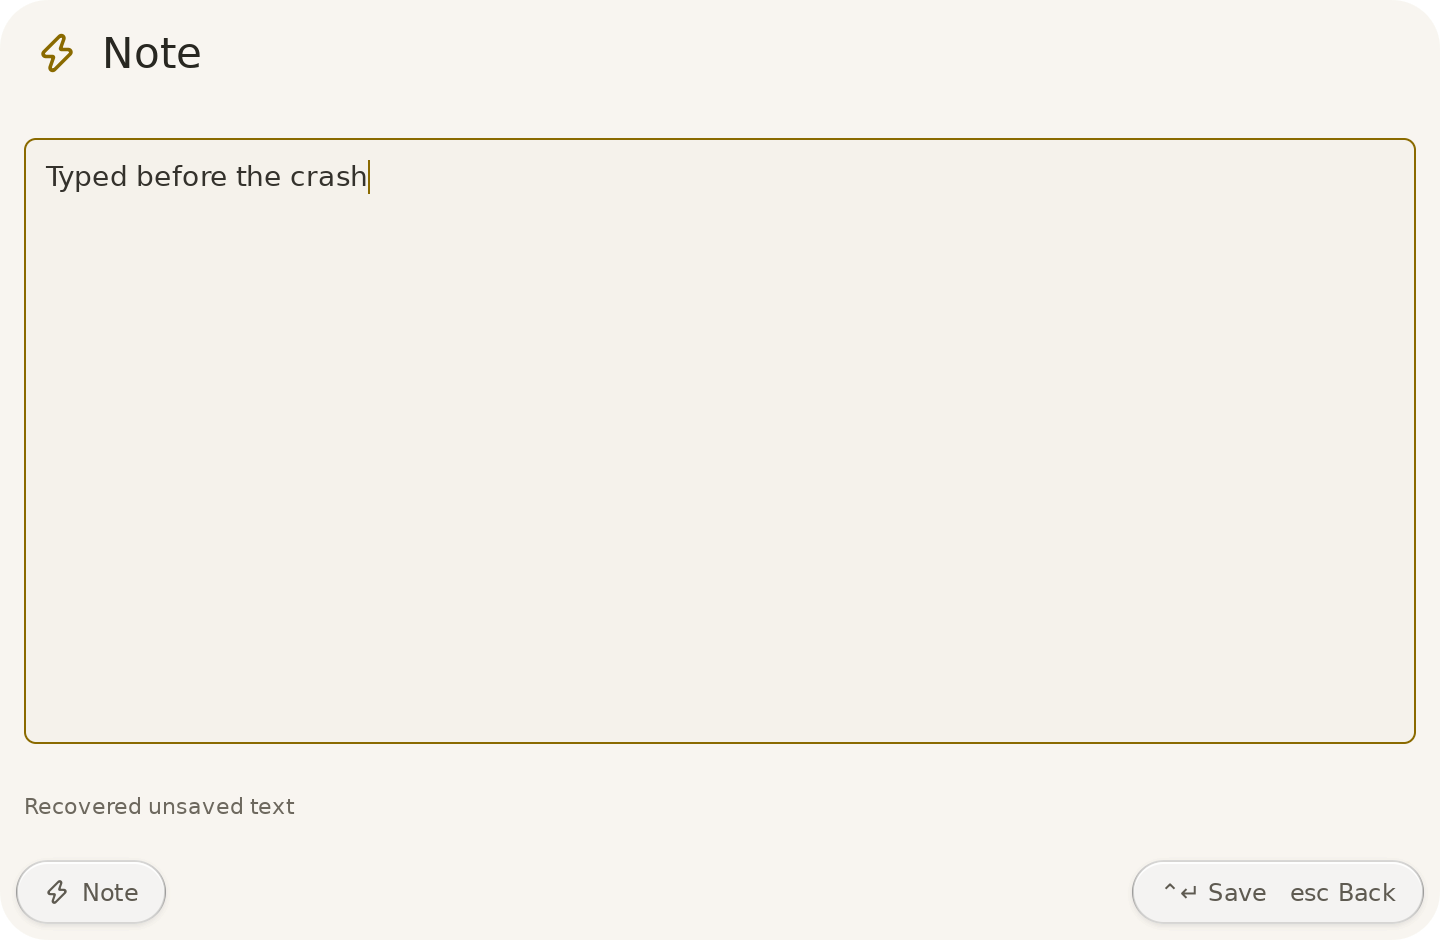 Note
Typed before the crash
Recovered unsaved text
Note
⌃↵ Save esc Back